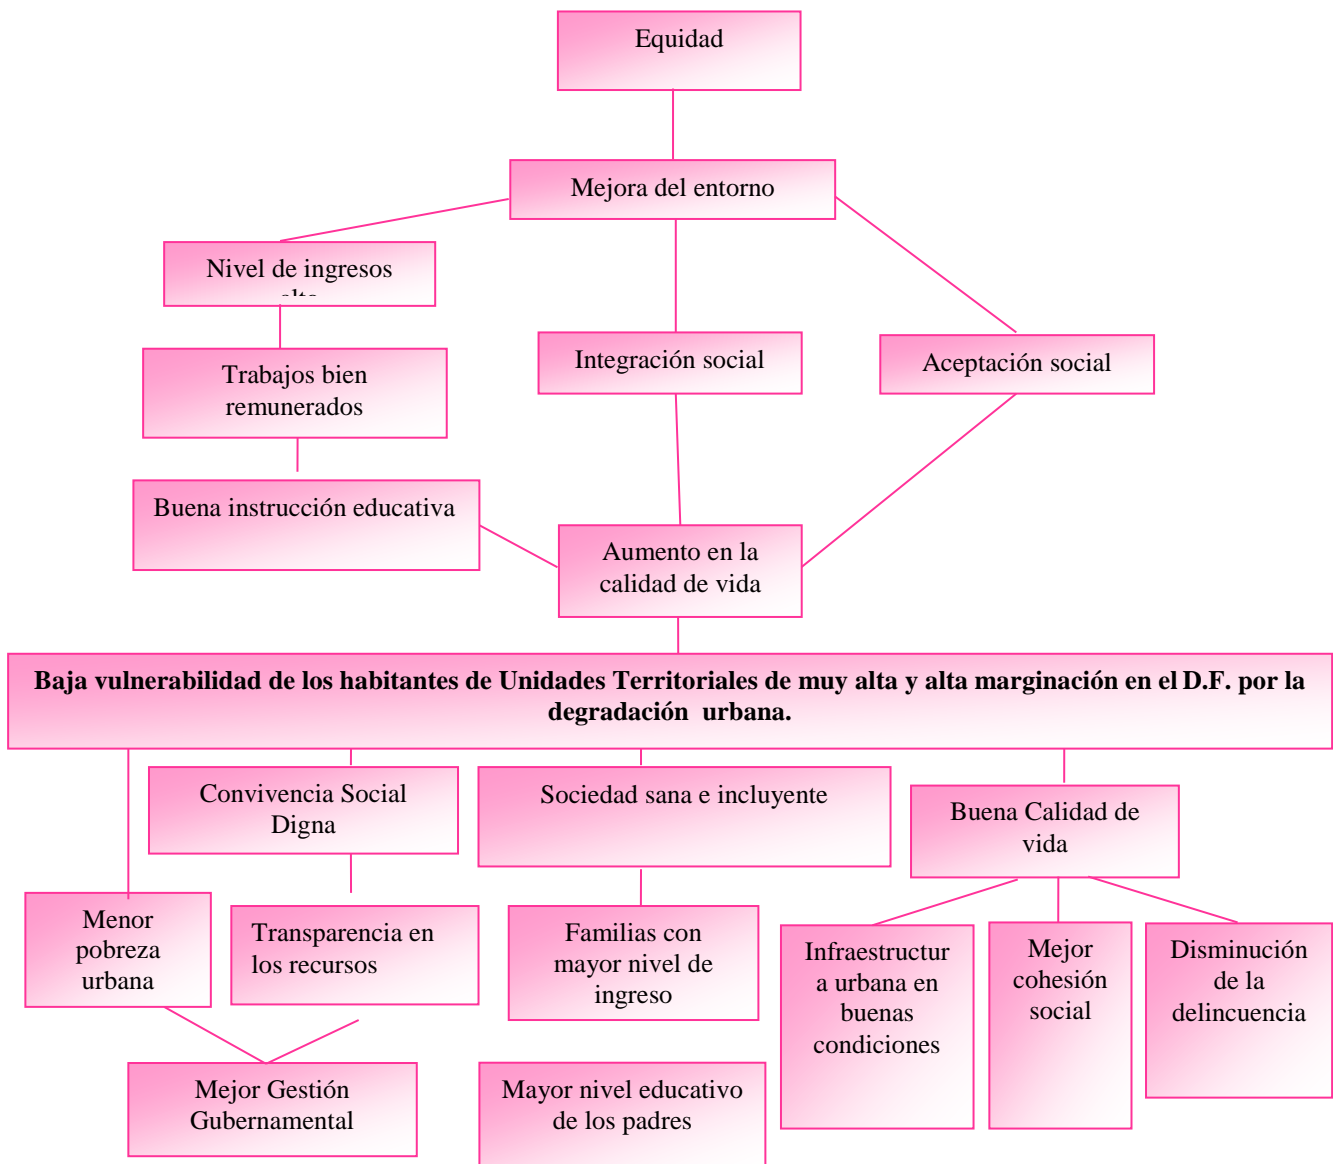 Equidad
Mejora del entorno
Nivel de ingresos
Integración social
Aceptación social
Trabajos bien
remunerados
Buena instrucción educativa
Aumento en la
calidad de vida
Baja vulnerabilidad de los habitantes de Unidades Territoriales de muy alta y alta marginación en el D.F. por la
degradación urbana.
Convivencia Social
Digna
Sociedad sana e incluyente
Buena Calidad de
vida
Menor
pobreza
urbana
Transparencia en
los recursos
Familias con
mayor nivel de
ingreso
Infraestructur
a urbana en
buenas
condiciones
Mejor
cohesión
social
Disminución
de la
delincuencia
Mejor Gestión
Gubernamental
Mayor nivel educativo
de los padres